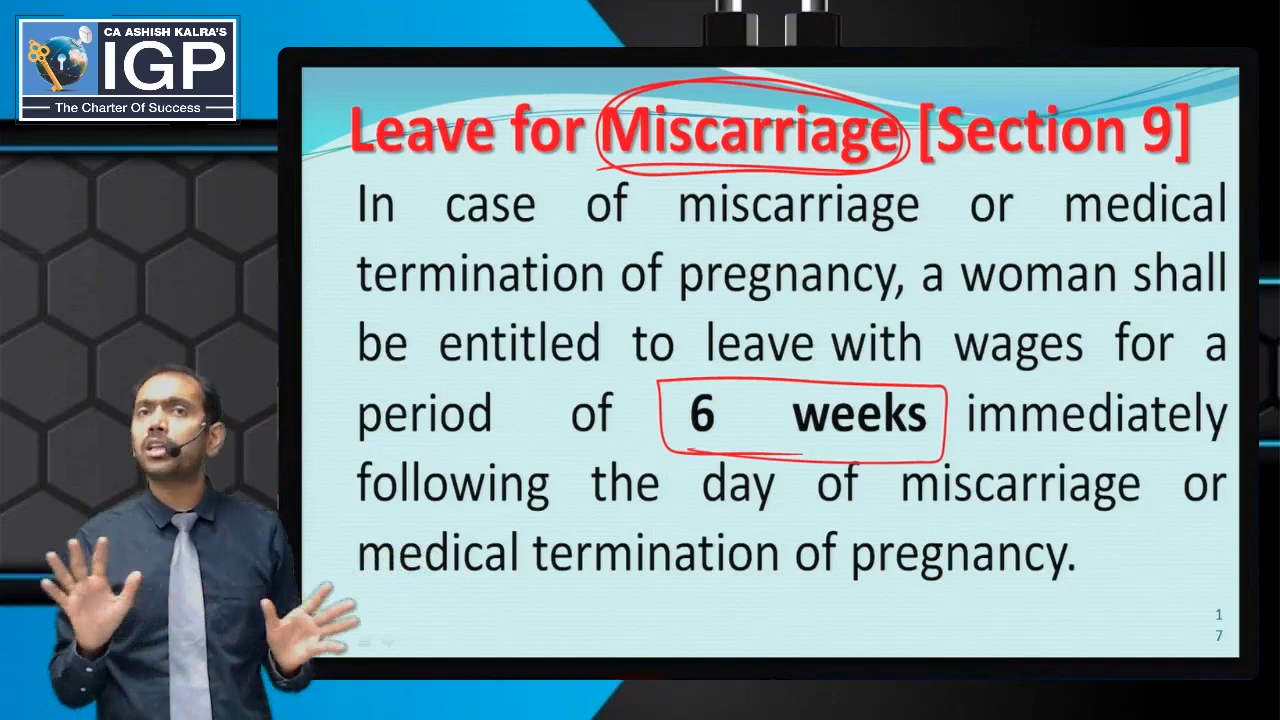 CA ASHISH KALRA'S
IGP
The Charter Of Success
Leave for Miscarriage [Section 9]
In case of miscarriage or medical
termination of pregnancy, a woman shall
be entitled to leave with wages for a
period of 6 weeks immediately
following the day of miscarriage or
medical termination of pregnancy.
1
7